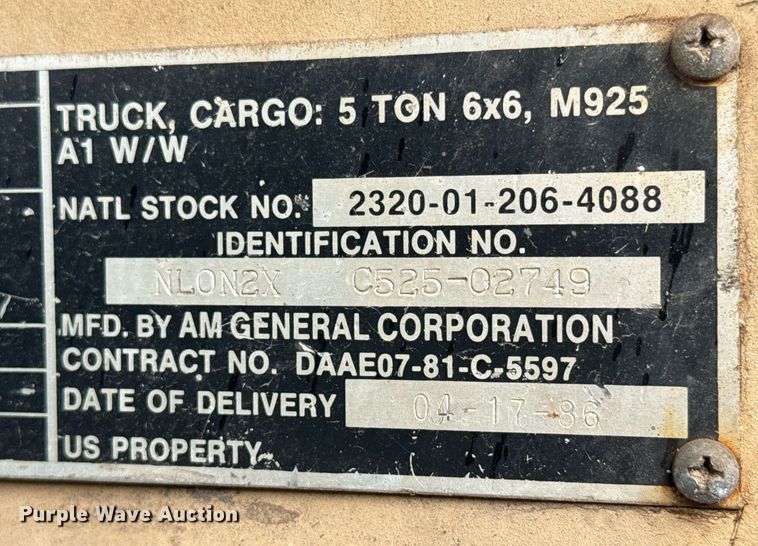 TRUCK, CARGO: 5 TON 6x6, M925
A1 W/W
NATL STOCK NO. 2320-01-206-4088
IDENTIFICATION NO.
NL0N2X C525-02749
MFD. BY AM GENERAL CORPORATION
CONTRACT NO. DAAE07-81-C-5597
DATE OF DELIVERY 04-17-86
US PROPERTY
Purple Wave Auction